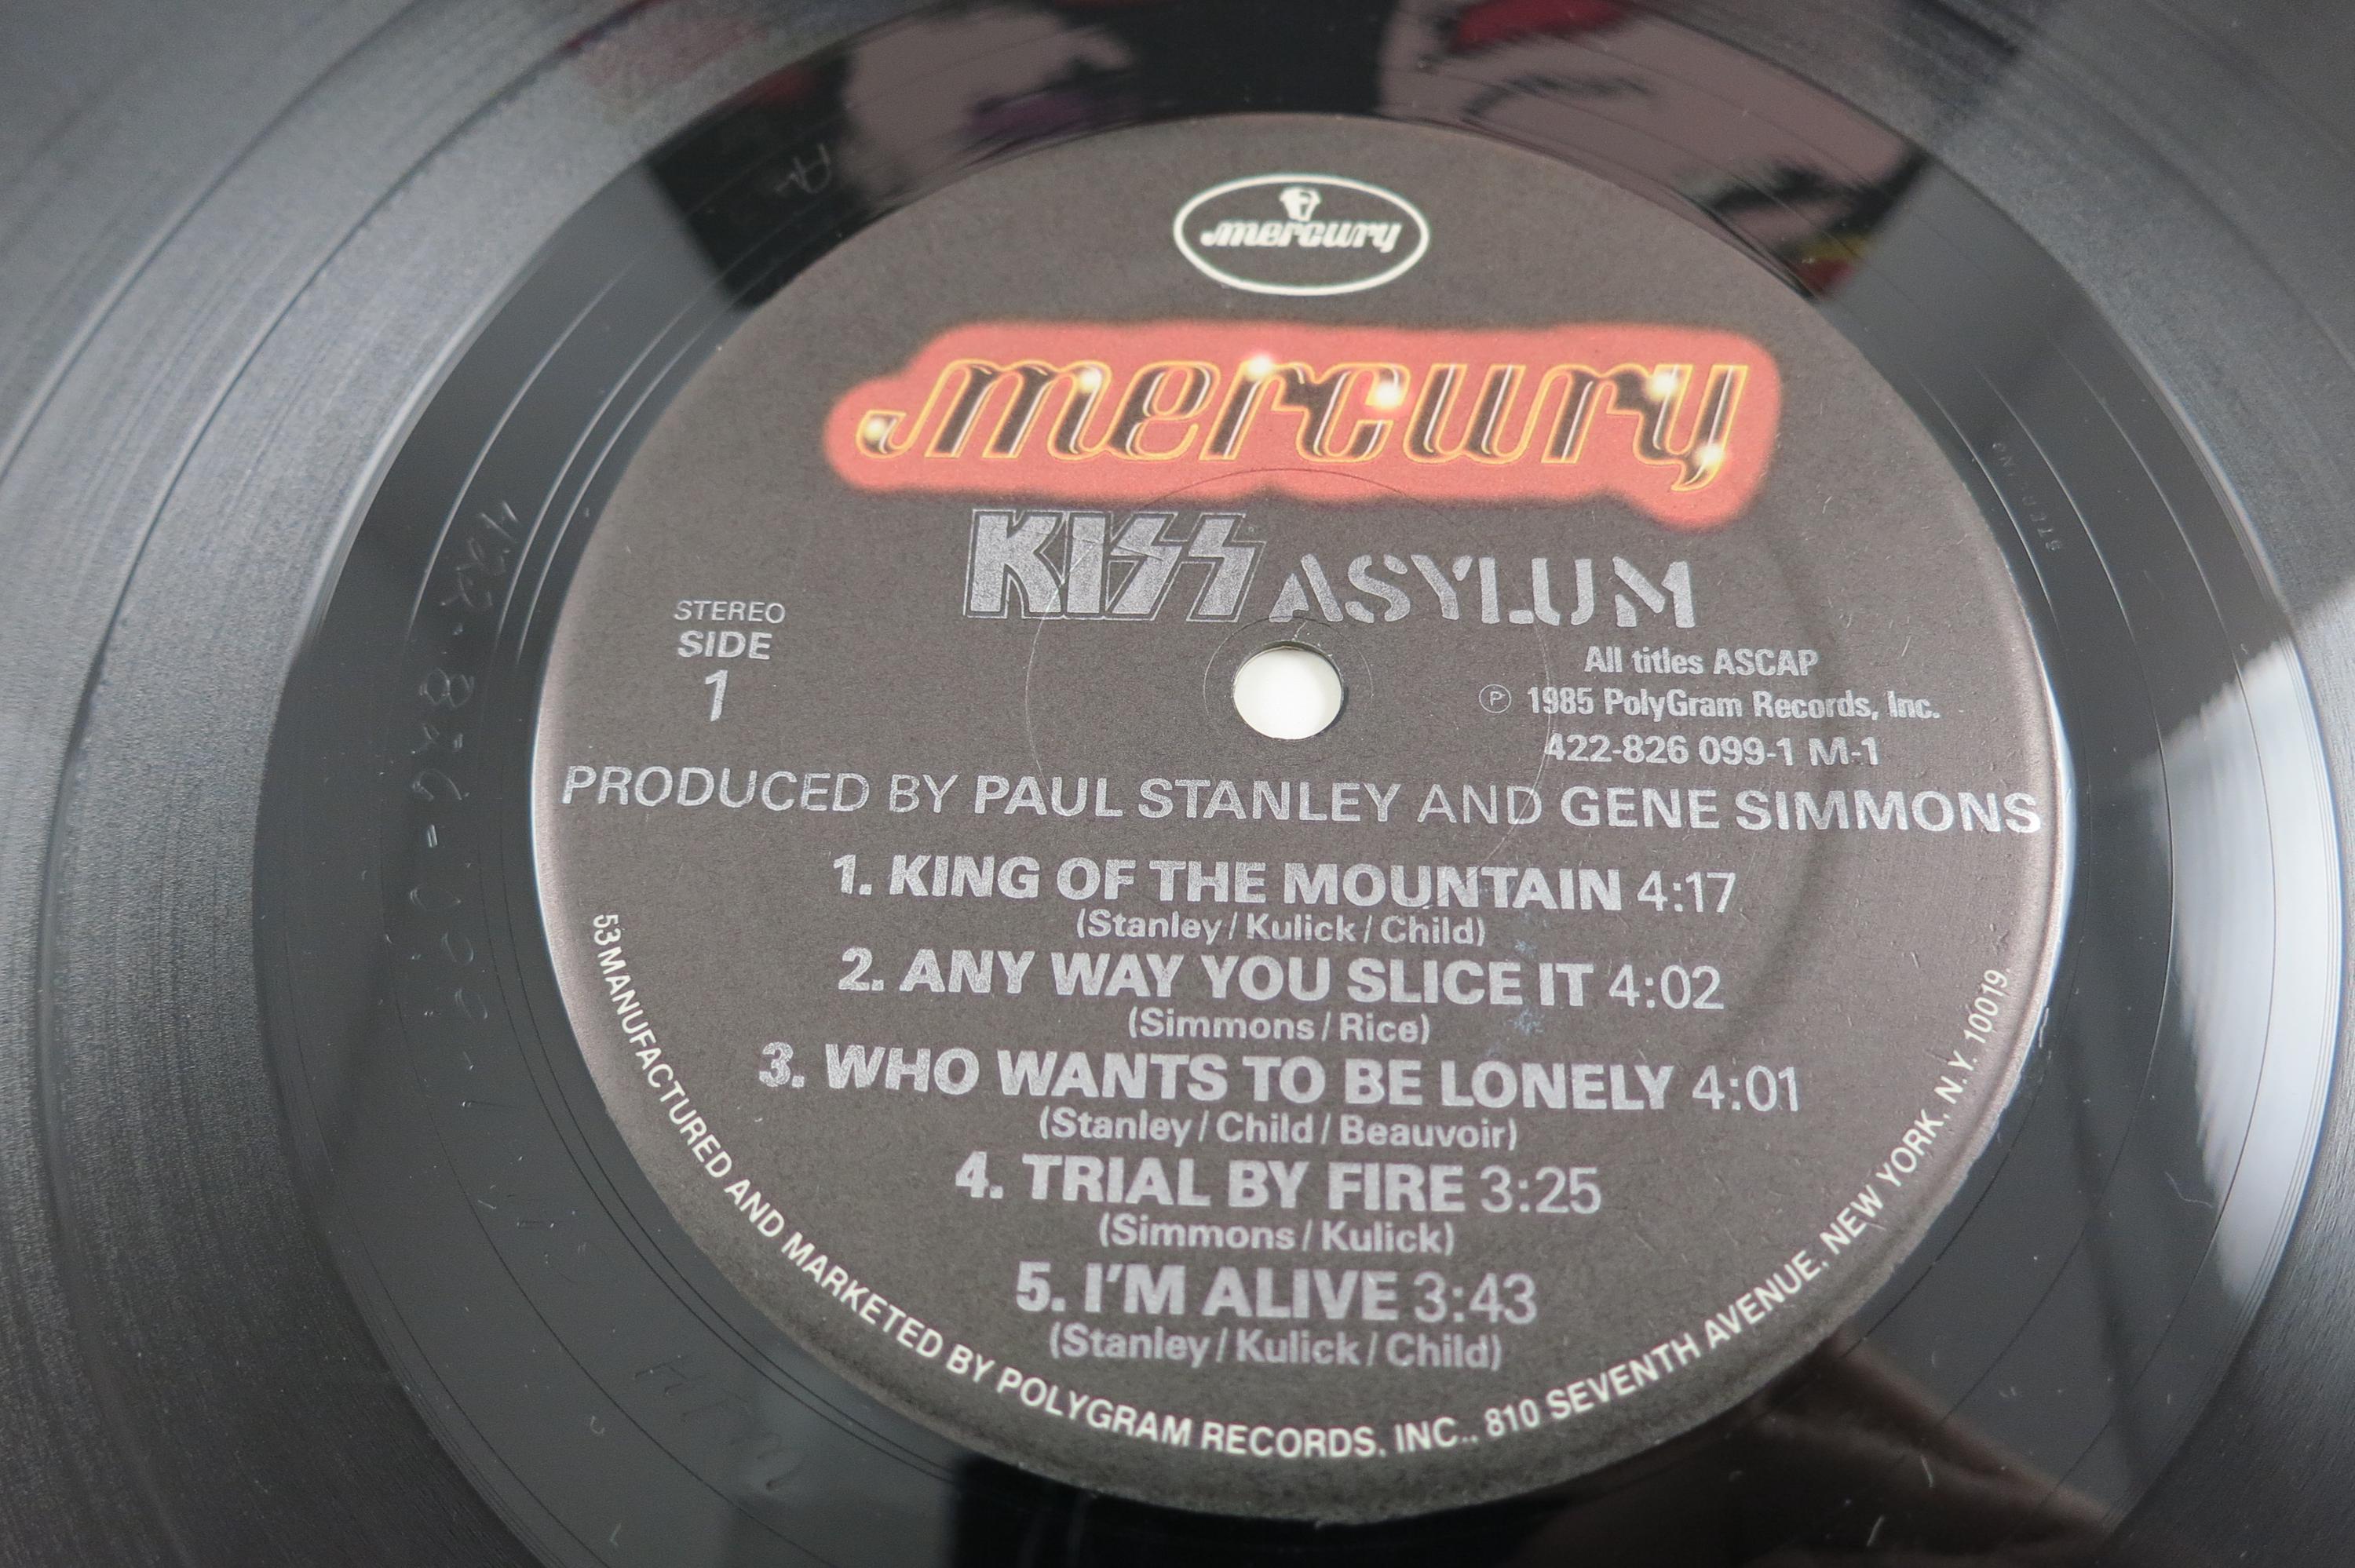 mercury
mercury
KISS ASYLUM
STEREO
SIDE
1
All titles ASCAP
℗ 1985 PolyGram Records, Inc.
422-826 099-1 M-1
PRODUCED BY PAUL STANLEY AND GENE SIMMONS
1. KING OF THE MOUNTAIN 4:17
(Stanley/Kulick/Child)
2. ANY WAY YOU SLICE IT 4:02
(Simmons/Rice)
3. WHO WANTS TO BE LONELY 4:01
(Stanley/Child/Beauvoir)
4. TRIAL BY FIRE 3:25
(Simmons/Kulick)
5. I'M ALIVE 3:43
(Stanley/Kulick/Child)
53 MANUFACTURED AND MARKETED BY POLYGRAM RECORDS, INC., 810 SEVENTH AVENUE, NEW YORK, N.Y. 10019.